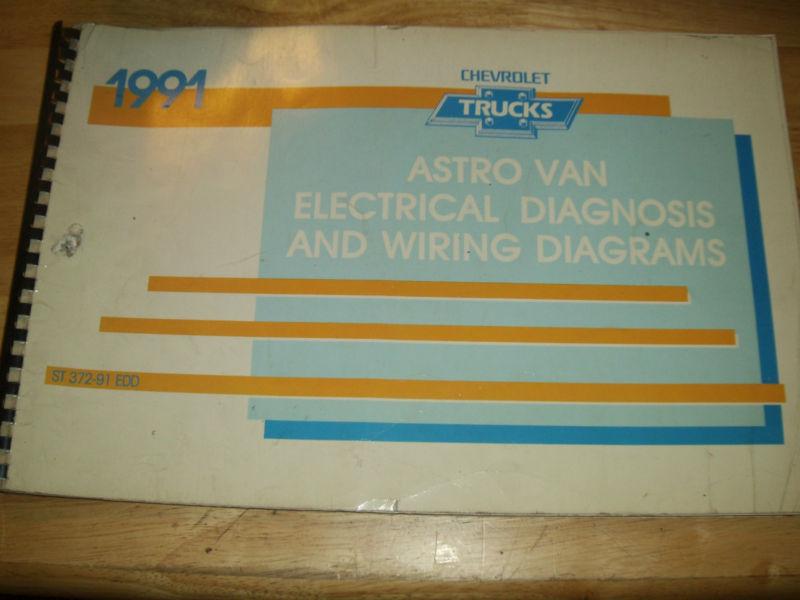 1991
CHEVROLET
TRUCKS
ASTRO VAN
ELECTRICAL DIAGNOSIS
AND WIRING DIAGRAMS
ST 372-91 EDD